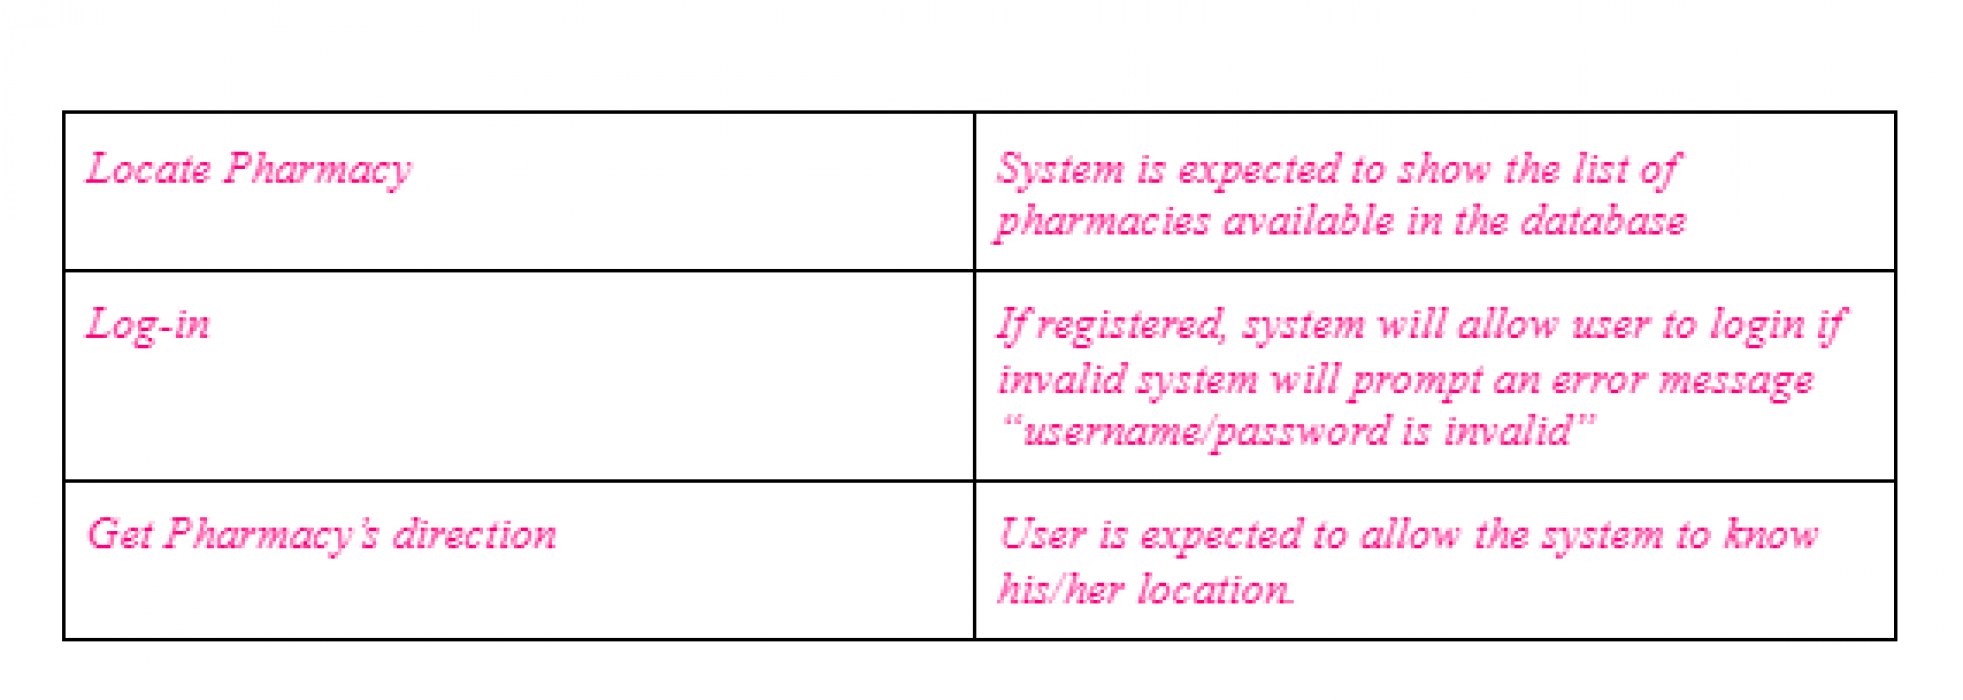 Locate Pharmacy
System is expected to show the list of
pharmacies available in the database
Log-in
If registered, system will allow user to login if
invalid system will prompt an error message
“username/password is invalid”
Get Pharmacy’s direction
User is expected to allow the system to know
his/her location.